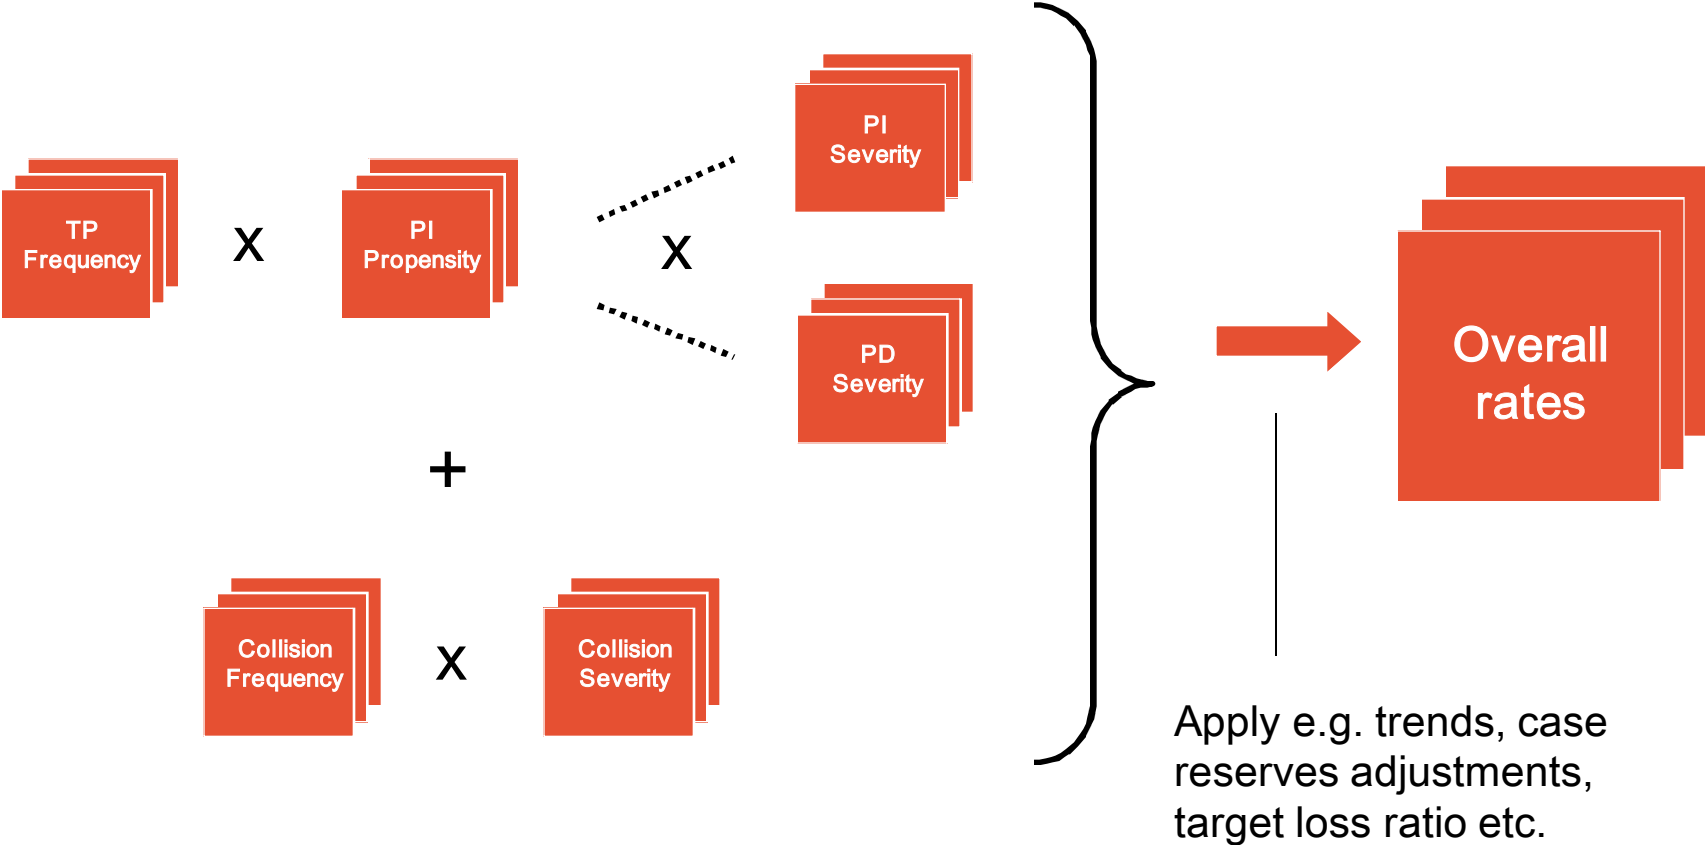 TP
Frequency
x
PI
Propensity
x
PI
Severity
PD
Severity
+
Collision
Frequency
x
Collision
Severity
Overall
rates
Apply e.g. trends, case
reserves adjustments,
target loss ratio etc.